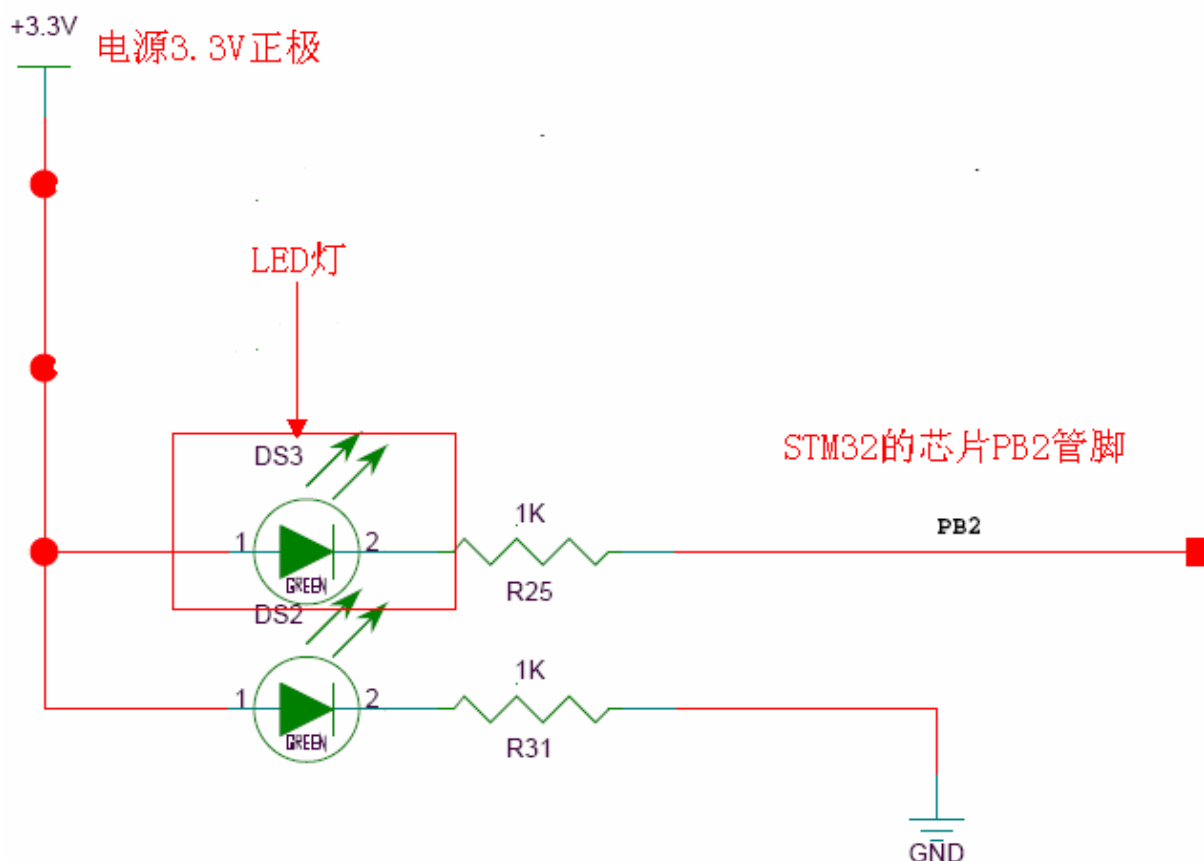 +3.3V
电源3.3V正极
LED灯
DS3
STM32的芯片PB2管脚
1K
PB2
1
2
GREEN
R25
DS2
1K
1
2
GREEN
R31
GND